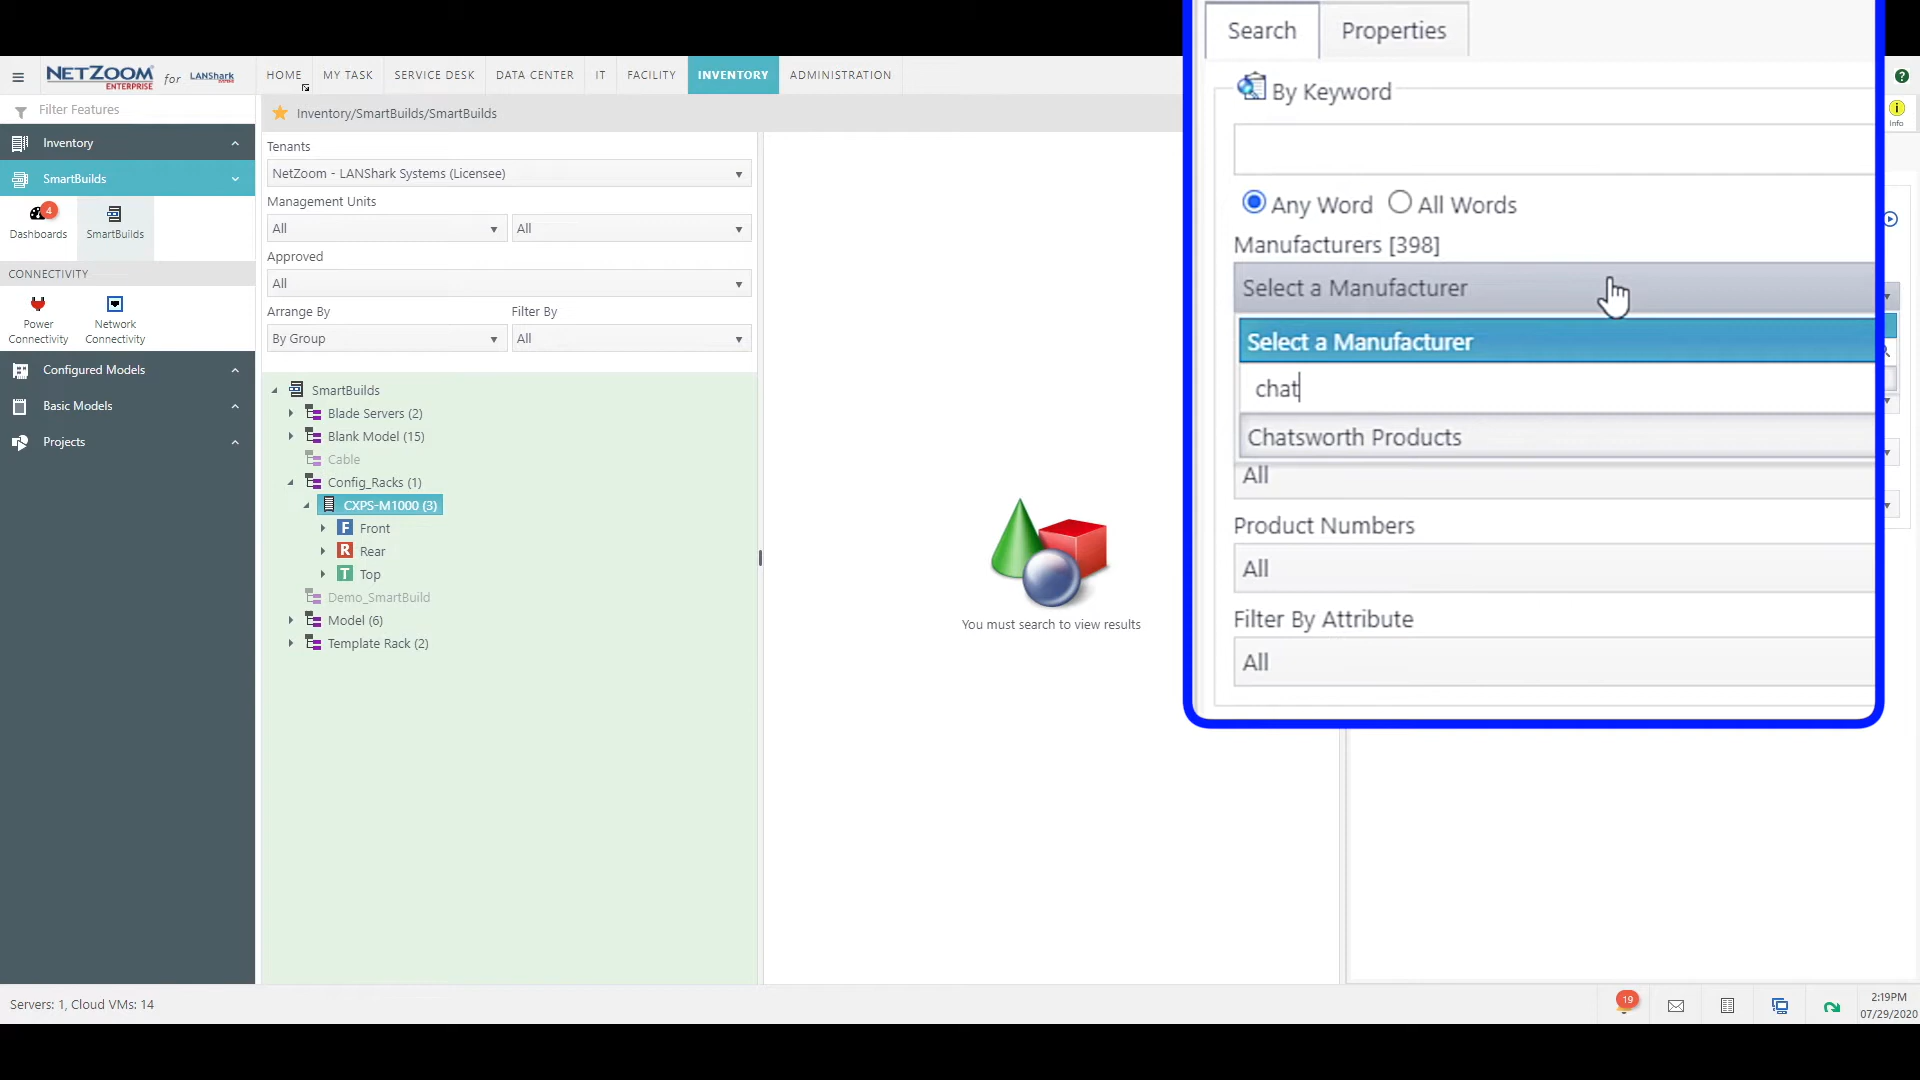 NETZOOM for LANShark
ENTERPRISE SYSTEMS
HOME MY TASK SERVICE DESK DATA CENTER IT FACILITY INVENTORY ADMINISTRATION
?
Filter Features
Inventory
SmartBuilds
4
Dashboards SmartBuilds
CONNECTIVITY
Power Connectivity
Network Connectivity
Configured Models
Basic Models
Projects
Inventory/SmartBuilds/SmartBuilds
Tenants
NetZoom - LANShark Systems (Licensee)
Management Units
All All
Approved
All
Arrange By Filter By
By Group All
SmartBuilds
Blade Servers (2)
Blank Model (15)
Cable
Config_Racks (1)
CXPS-M1000 (3)
F Front
R Rear
T Top
Demo_SmartBuild
Model (6)
Template Rack (2)
You must search to view results
Search Properties
By Keyword
Any Word All Words
Manufacturers [398]
Select a Manufacturer
Select a Manufacturer
chat
Chatsworth Products
All
Product Numbers
All
Filter By Attribute
All
Info
Servers: 1, Cloud VMs: 14
19
2:19PM
07/29/2020